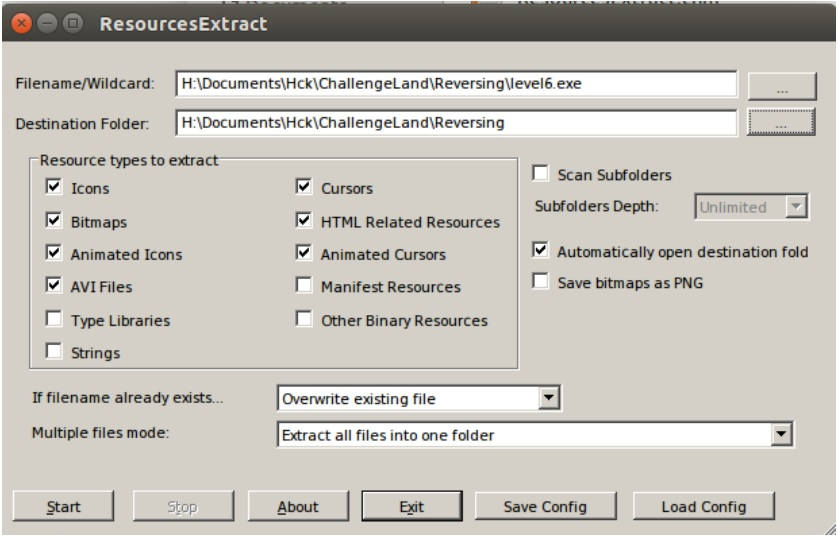 ResourcesExtract
Filename/Wildcard: H:\Documents\Hck\ChallengeLand\Reversing\level6.exe ...
Destination Folder: H:\Documents\Hck\ChallengeLand\Reversing ...
Resource types to extract
Icons
Cursors
Bitmaps
HTML Related Resources
Animated Icons
Animated Cursors
AVI Files
Manifest Resources
Type Libraries
Other Binary Resources
Strings
Scan Subfolders
Subfolders Depth: Unlimited
Automatically open destination fold
Save bitmaps as PNG
If filename already exists... Overwrite existing file
Multiple files mode: Extract all files into one folder
Start Stop About Exit Save Config Load Config